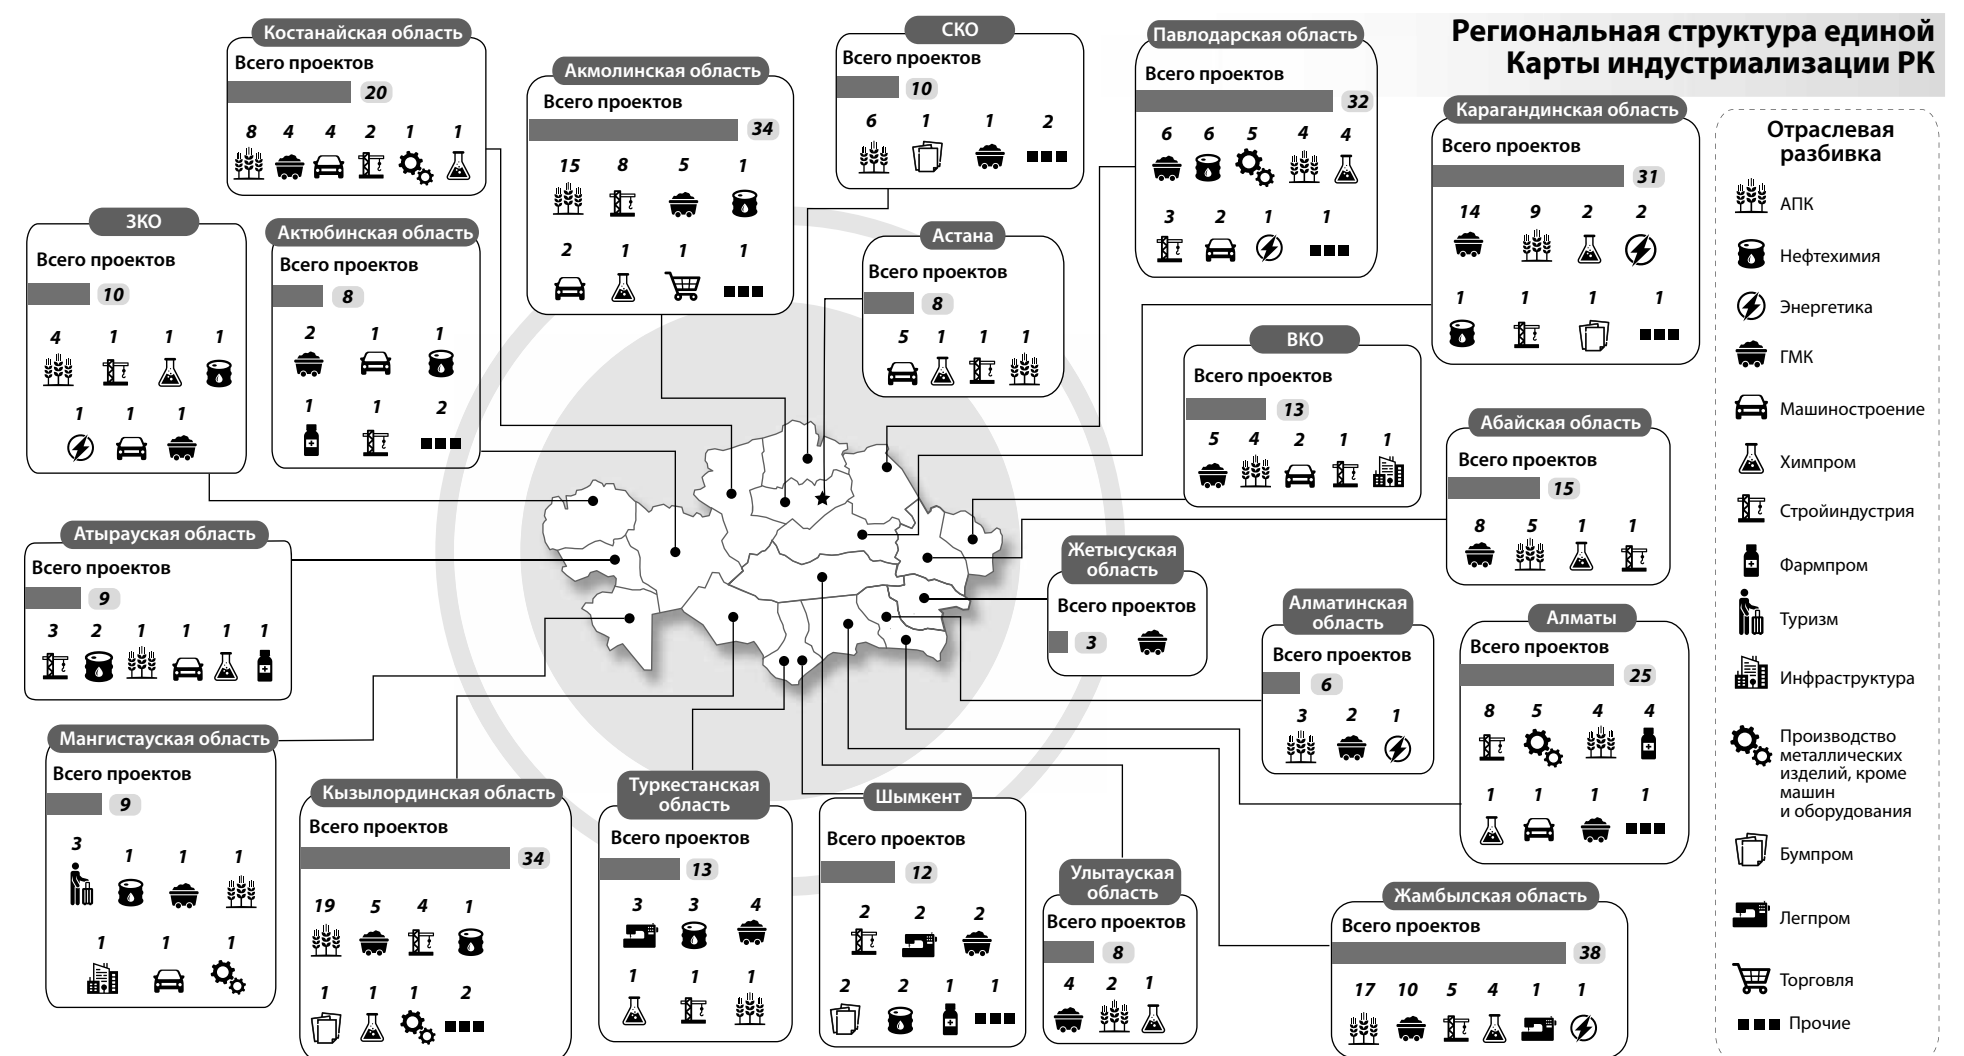 Региональная структура единой
Карты индустриализации РК
Костанайская область
Всего проектов
20
8 4 4 2 1 1
Акмолинская область
Всего проектов
34
15 8 5 1
2 1 1 1
СКО
Всего проектов
10
6 1 1 2
Павлодарская область
Всего проектов
32
6 6 5 4 4
3 2 1 1
Карагандинская область
Всего проектов
31
14 9 2 2
1 1 1 1
ЗКО
Всего проектов
10
4 1 1 1
1 1 1
Актюбинская область
Всего проектов
8
2 1 1
1 1 2
Астана
Всего проектов
8
5 1 1 1
ВКО
Всего проектов
13
5 4 2 1 1
Абайская область
Всего проектов
15
8 5 1 1
Атырауская область
Всего проектов
9
3 2 1 1 1 1
Жетысуская
область
Всего проектов
3
Алматинская
область
Всего проектов
6
3 2 1
Алматы
Всего проектов
25
8 5 4 4
1 1 1 1
Мангистауская область
Всего проектов
9
3 1 1 1
1 1 1
Кызылординская область
Всего проектов
34
19 5 4 1
1 1 1 2
Туркестанская
область
Всего проектов
13
3 3 4
1 1 1
Шымкент
Всего проектов
12
2 2 2
2 2 1 1
Улытауская
область
Всего проектов
8
4 2 1
Жамбылская область
Всего проектов
38
17 10 5 4 1 1
Отраслевая
разбивка
АПК
Нефтехимия
Энергетика
ГМК
Машиностроение
Химпром
Стройиндустрия
Фармпром
Туризм
Инфраструктура
Производство
металлических
изделий, кроме
машин
и оборудования
Бумпром
Легпром
Торговля
Прочие